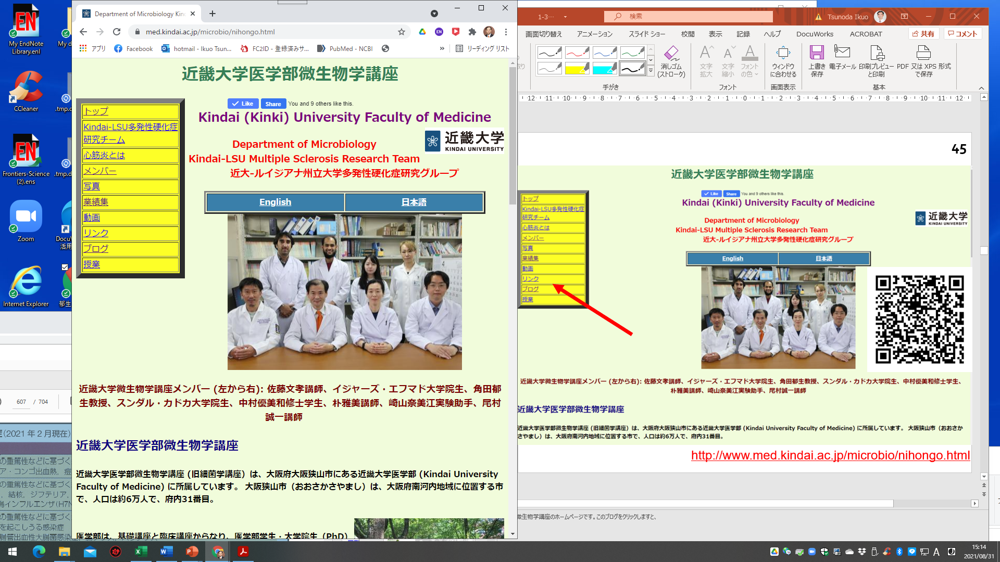 My EndNote
Library.enl
My d
CCleaner
.tmp.d
Frontiers-Science
(2).ens
.tmp.d
Zoom
DocuW
活用
Internet Explorer
郁生
607 / 704
(2021 年 2 月現在)
の重篤性などに基づく
ア・コンゴ出血熱，痘
の重篤性などに基づく
，結核，ジフテリア，
鳥インフルエンザ(H7N
の重篤性などに基づく
を起こしうる感染症
Department of Microbiology Kin
med.kindai.ac.jp/microbio/nihongo.html
EN
アプリ
Facebook
hotmail - Ikuo Tsun...
FC2ID - 登録済みサ...
PubMed - NCBI
»
リーディング リスト
近畿大学医学部微生物学講座
トップ
Kindai-LSU多発性硬化症
研究チーム
心筋炎とは
メンバー
写真
業績集
動画
リンク
ブログ
授業
Like Share You and 9 others like this.
Kindai (Kinki) University Faculty of Medicine
近畿大学
KINDAI UNIVERSITY
Department of Microbiology
Kindai-LSU Multiple Sclerosis Research Team
近大-ルイジアナ州立大学多発性硬化症研究グループ
English 日本語
近畿大学微生物学講座メンバー (左から右): 佐藤文孝講師、イジャーズ・エフマド大学院生、角田郁
生教授、スンダル・カドカ大学院生、中村優美和修士学生、朴雅美講師、崎山奈美江実験助手、尾村
誠一講師
近畿大学医学部微生物学講座
近畿大学医学部微生物学講座 (旧細菌学講座）は、大阪府大阪狭山市にある近畿大学医学部 (Kindai University
Faculty of Medicine) に所属しています。 大阪狭山市（おおさかさやまし）は、大阪府南河内地域に位置する市
で、人口は約6万人で、府内31番目。
医学部は、基礎講座と臨床講座からなり、医学部学生・大学院生（PhD）
1-3…
検索
Tsunoda Ikuo
画面切り替え アニメーション スライド ショー 校閲 表示 記録 ヘルプ DocuWorks ACROBAT
共有 コメント
消しゴム
(ストローク)
文字
拡大
文字
縮小
フォント
の色
ウィンドウ
に合わせる
上書き
保存
電子メール
印刷プレビュー
と印刷
PDF 又は XPS 形式
で保存
手がき フォント 画面表示 基本
12 11 10 9 8 7 6 5 4 3 2 1 0 1 2 3 4 5 6 7 8 9 10 11 12
45
近畿大学医学部微生物学講座
トップ
Kindai-LSU多発性硬化症
研究チーム
心筋炎とは
メンバー
写真
業績集
動画
リンク
ブログ
授業
Like Share You and 9 others like this.
Kindai (Kinki) University Faculty of Medicine
近畿大学
KINDAI UNIVERSITY
Department of Microbiology
Kindai-LSU Multiple Sclerosis Research Team
近大-ルイジアナ州立大学多発性硬化症研究グループ
English 日本語
近畿大学微生物学講座メンバー (左から右): 佐藤文孝講師、イジャーズ・エフマド大学院生、角田郁生教授、スンダル・カドカ大学院生、中村優美和修士学生、
朴雅美講師、崎山奈美江実験助手、尾村誠一講師
近畿大学医学部微生物学講座
近畿大学医学部微生物学講座 (旧細菌学講座）は、大阪府大阪狭山市にある近畿大学医学部 (Kindai University Faculty of Medicine) に所属しています。 大阪狭山市（おおさか
さやまし）は、大阪府南河内地域に位置する市で、人口は約6万人で、府内31番目。
http://www.med.kindai.ac.jp/microbio/nihongo.html
微生物学講座のホームページです。このブログをクリックしますと、
15:14
2021/08/31